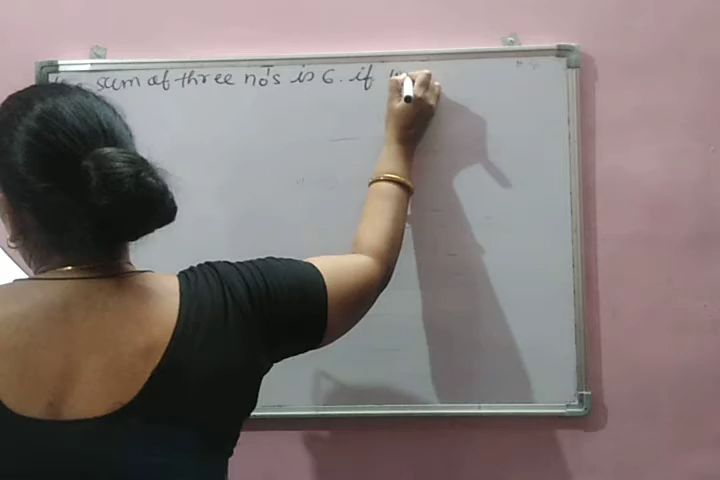 sum of three no's is 6. if